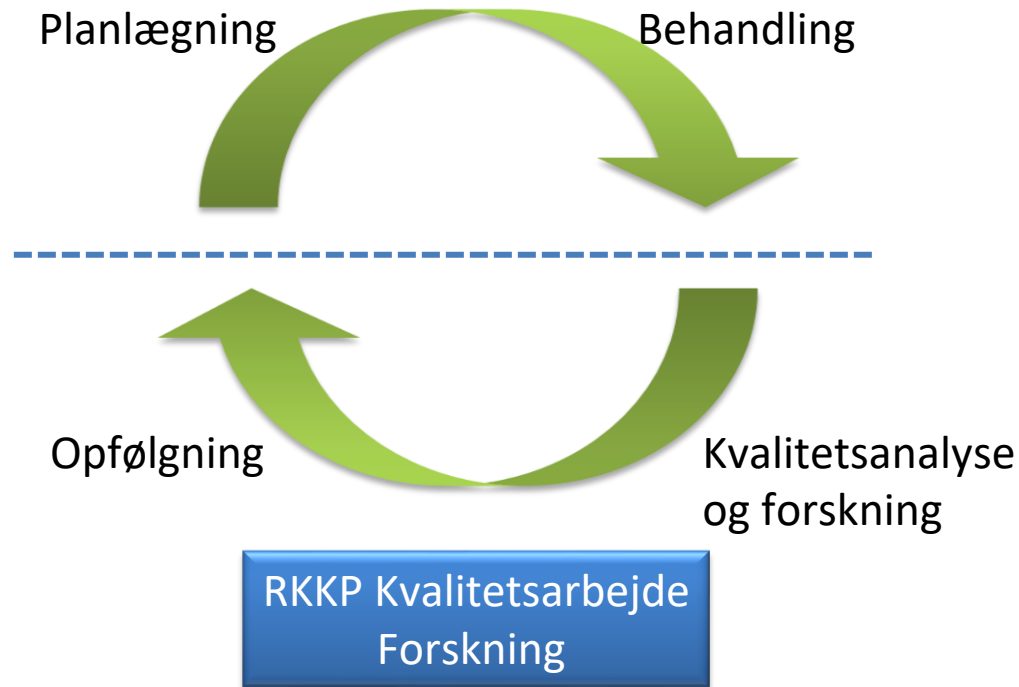 Planlægning
Behandling
Opfølgning
Kvalitetsanalyse
og forskning
RKKP Kvalitetsarbejde
Forskning